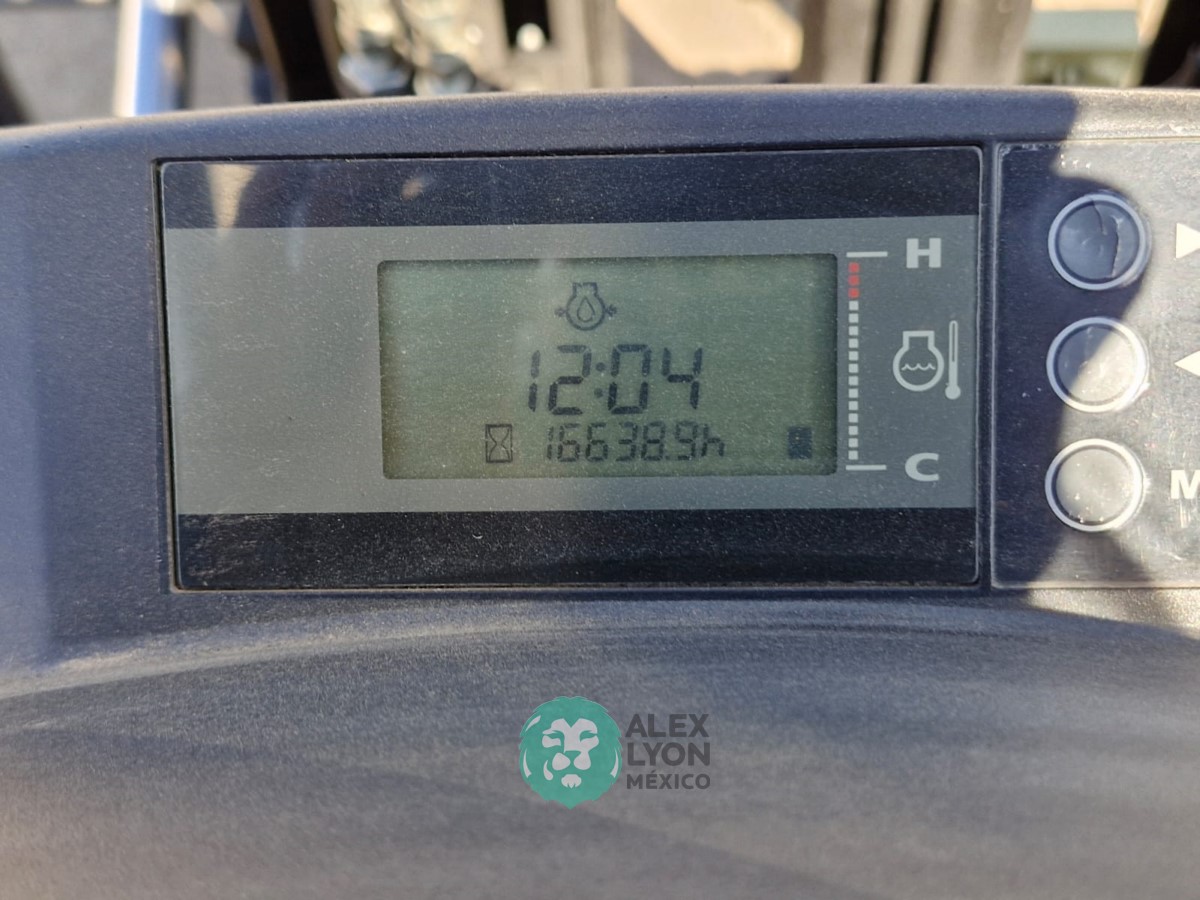 H
12:04
16638.9h
C
M
ALEX
LYON
MÉXICO